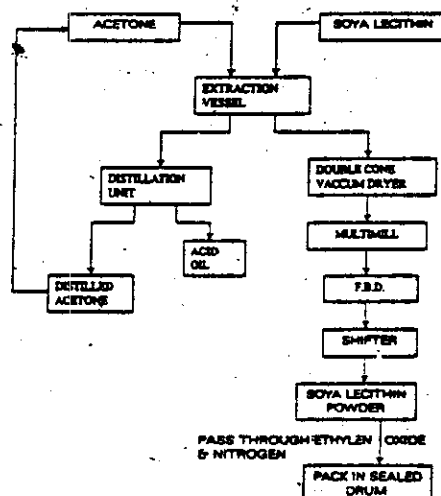 ACETONE
SOYA LECITHIN
EXTRACTION
VESSEL
DISTILLATION
UNIT
DOUBLE CONE
VACCUM DRYER
ACID
OIL
MULTIMILL
DISTILLED
ACETONE
F.B.D.
SHIFTER
SOYA LECITHIN
POWDER
PASS THROUGH ETHYLEN OXIDE
& NITROGEN
PACK IN SEALED
DRUM